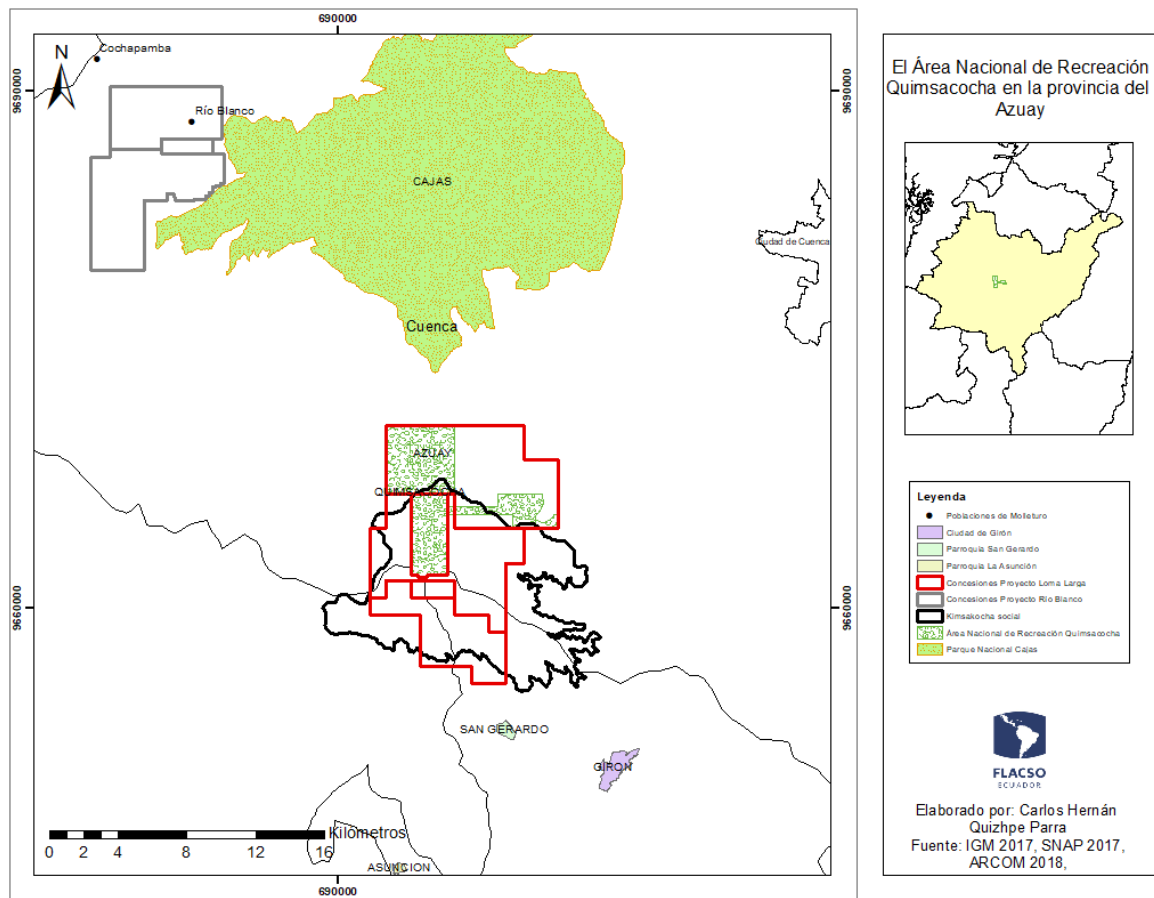 690000
N
Cochapamba
9690000
9690000
Río Blanco
CAJAS
Ciudad de Cuenca
Cuenca
AZUAY
QUIMSACOCHA
9660000
9660000
SAN GERARDO
GIRON
Kilómetros
0 2 4 8 12 16
ASUNCION
690000
El Área Nacional de Recreación
Quimsacocha en la provincia del
Azuay
Leyenda
Poblaciones de Molleturo
Ciudad de Girón
Parroquia San Gerardo
Parroquia La Asunción
Concesiones Proyecto Loma Larga
Concesiones Proyecto Río Blanco
Kimsakocha social
Área Nacional de Recreación Quimsacocha
Parque Nacional Cajas
FLACSO
ECUADOR
Elaborado por: Carlos Hernán
Quizhpe Parra
Fuente: IGM 2017, SNAP 2017,
ARCOM 2018,